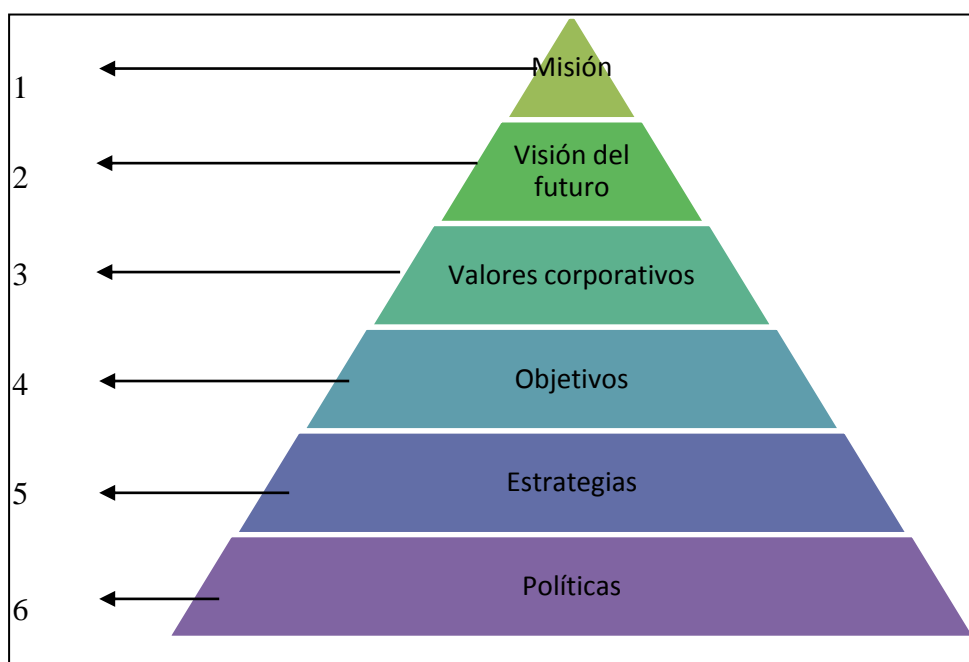 Misión
1
Visión del
futuro
2
Valores corporativos
3
Objetivos
4
Estrategias
5
Políticas
6